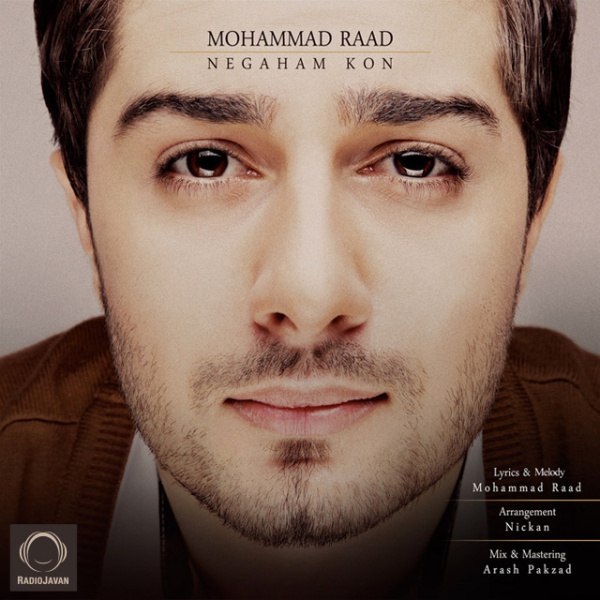 MOHAMMAD RAAD
NEGAHAM KON
Lyrics & Melody
Mohammad Raad
Arrangement
Nickan
Mix & Mastering
Arash Pakzad
RADIOJAVAN